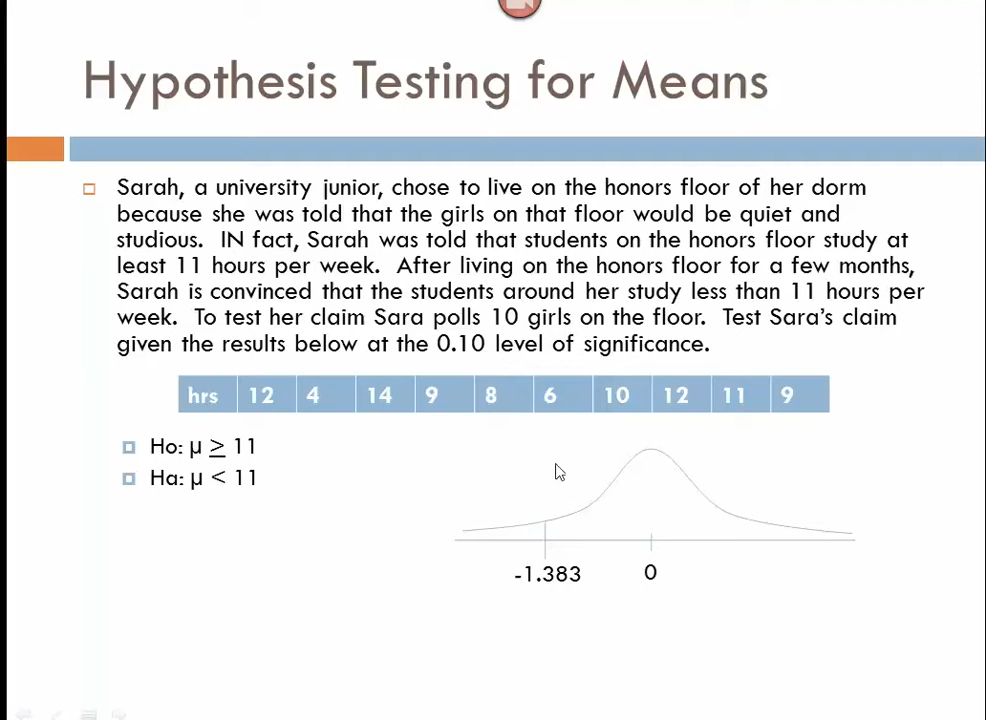 Hypothesis Testing for Means
Sarah, a university junior, chose to live on the honors floor of her dorm
because she was told that the girls on that floor would be quiet and
studious. IN fact, Sarah was told that students on the honors floor study at
least 11 hours per week. After living on the honors floor for a few months,
Sarah is convinced that the students around her study less than 11 hours per
week. To test her claim Sara polls 10 girls on the floor. Test Sara's claim
given the results below at the 0.10 level of significance.
hrs 12 4 14 9 8 6 10 12 11 9
Ho: µ ≥ 11
Ha: µ < 11
-1.383 0